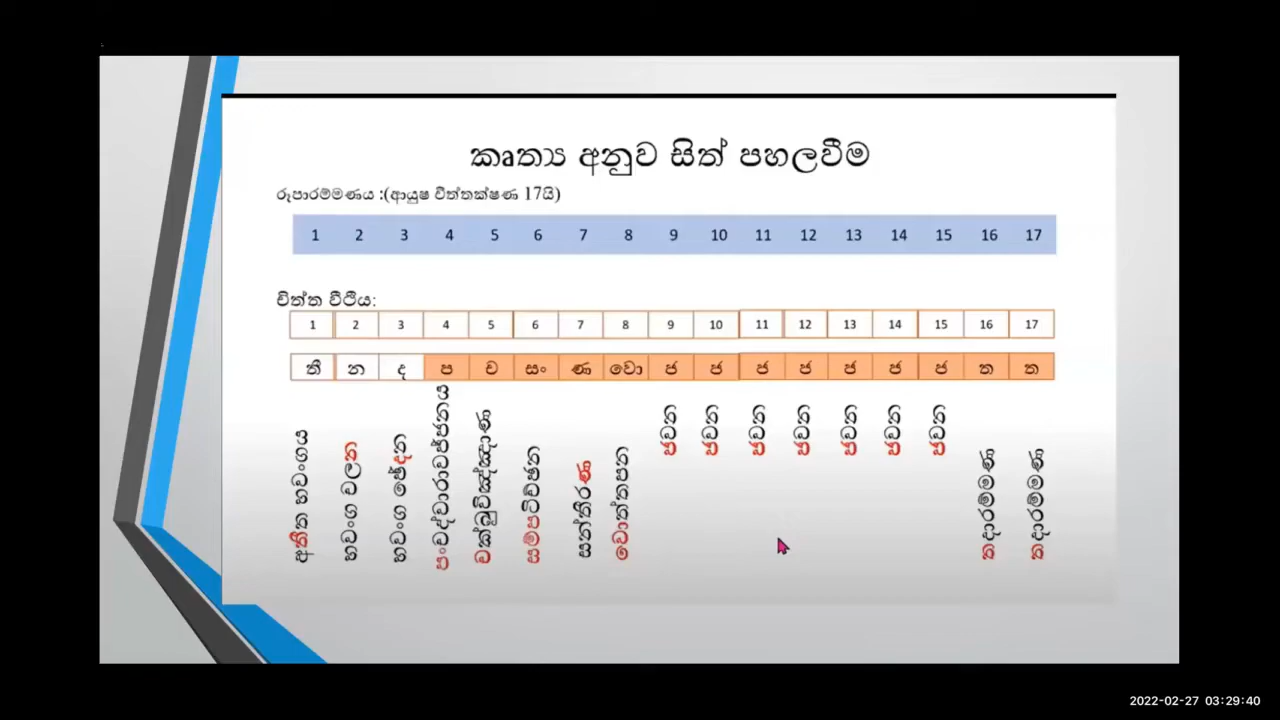 කෘත්‍ය අනුව සිත් පහලවීම
රූපාරම්මණය :(ආයුෂ චිත්තක්ෂණ 17යි)
1 2 3 4 5 6 7 8 9 10 11 12 13 14 15 16 17
චිත්ත වීථිය:
1 2 3 4 5 6 7 8 9 10 11 12 13 14 15 16 17
තී න ද ප ච සං ණ වො ජ ජ ජ ජ ජ ජ ජ ත ත
අතීත භවංගය
භවංග චලන
භවංග ඡේදන
පංචද්වාරාවජ්ජනය
චක්ඛුවිඤ්ඤාණ
සම්පටිච්ඡන
සන්තීරණ
වොත්තපන
ජවන
ජවන
ජවන
ජවන
ජවන
ජවන
ජවන
තදාරම්මණ
තදාරම්මණ
2022-02-27 03:29:40